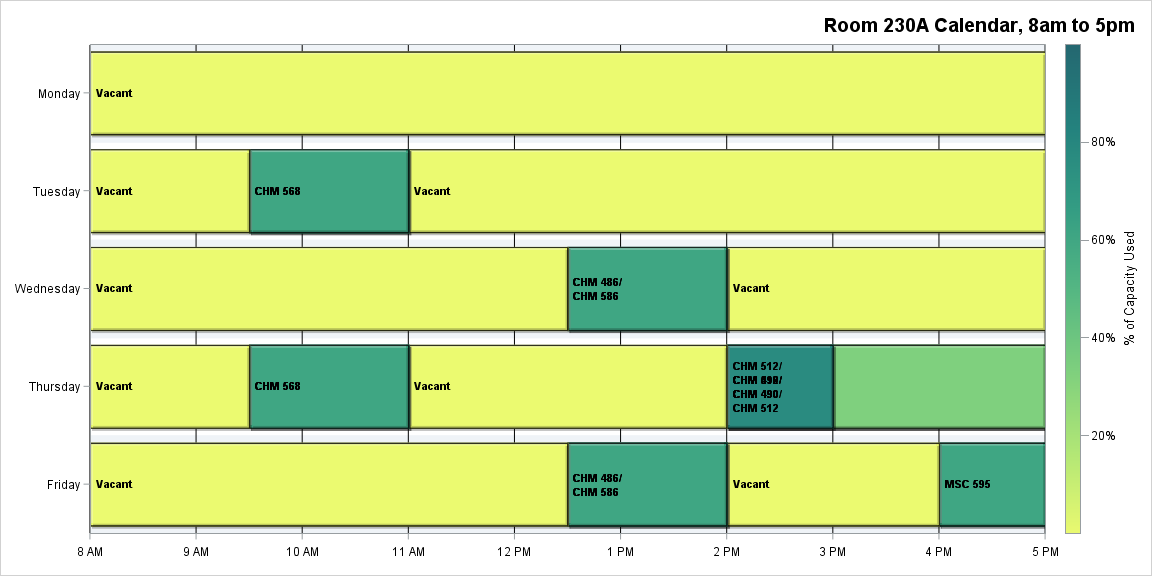 Room 230A Calendar, 8am to 5pm
Monday
Vacant
Tuesday
Vacant
CHM 568
Vacant
Wednesday
Vacant
CHM 486/
CHM 586
Vacant
Thursday
Vacant
CHM 568
Vacant
CHM 512/
CHM
CHM 490/
CHM 512
Friday
Vacant
CHM 486/
CHM 586
Vacant
MSC 595
8 AM
9 AM
10 AM
11 AM
12 PM
1 PM
2 PM
3 PM
4 PM
5 PM
80%
60%
40%
20%
% of Capacity Used